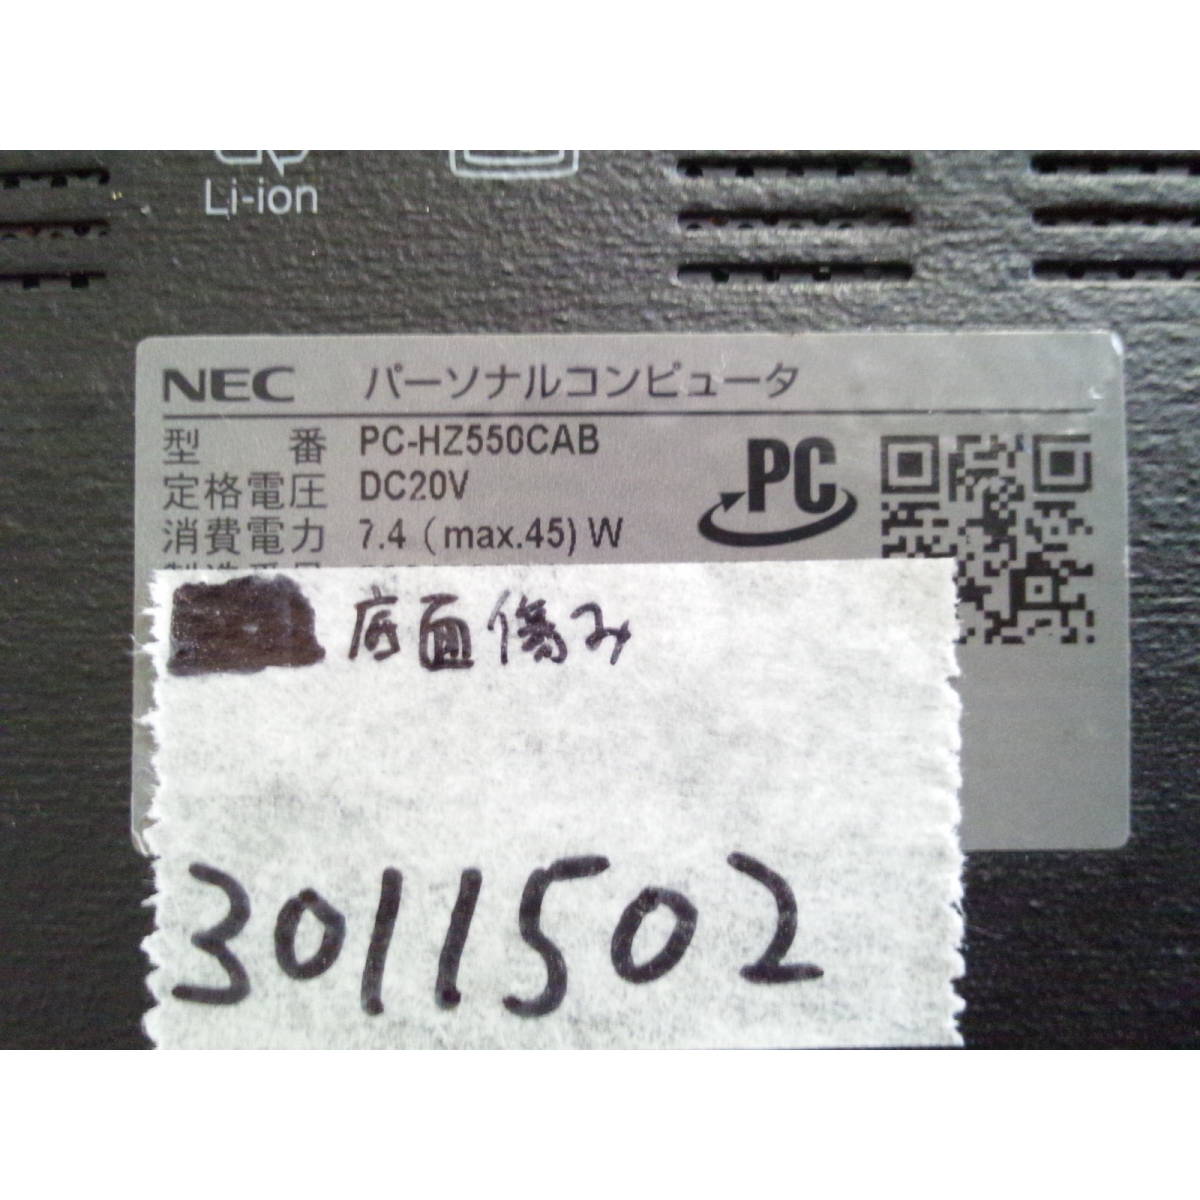 Li-ion
NEC パーソナルコンピュータ
型番 PC-HZ550CAB
定格電圧 DC20V
消費電力 7.4 (max.45) W
PC
底面傷み
3011502